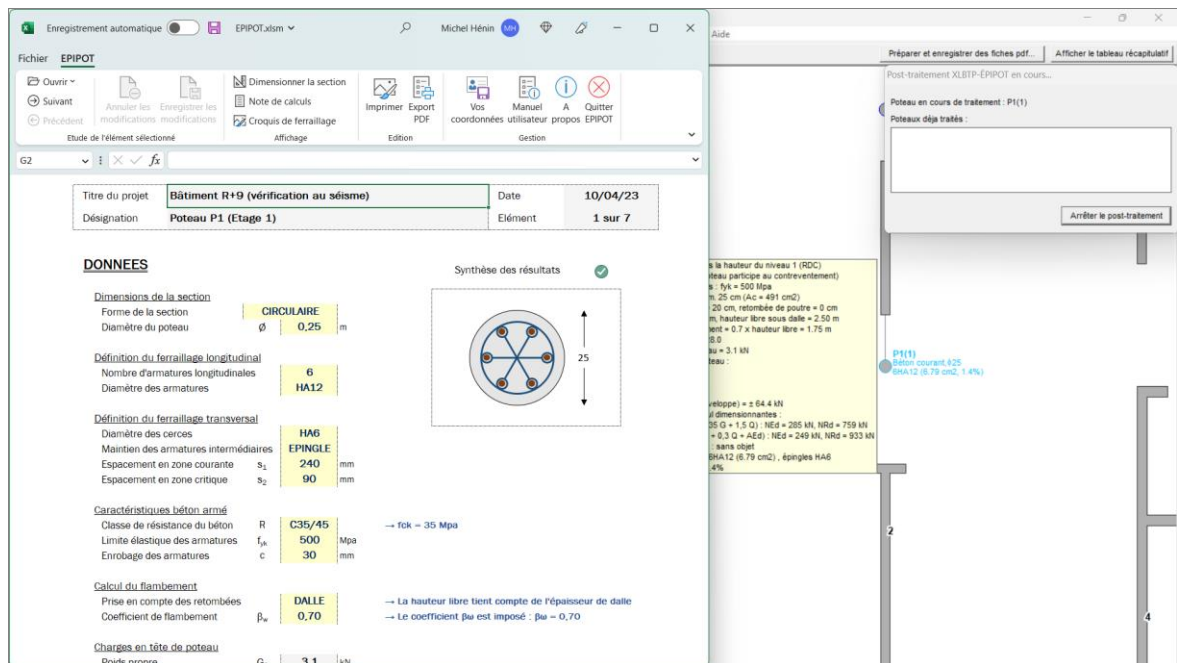 Enregistrement automatique
EPIPOT.xlsm
Michel Hénin
MH
Fichier
EPIPOT
Ouvrir
Suivant
Précédent
Annuler les modifications
Enregistrer les modifications
Etude de l'élément sélectionné
Dimensionner la section
Note de calculs
Croquis de ferraillage
Affichage
Imprimer
Export PDF
Edition
Vos coordonnées
Manuel utilisateur
A propos
Quitter EPIPOT
Gestion
G2
fx
Titre du projet Bâtiment R+9 (vérification au séisme) Date 10/04/23
Désignation Poteau P1 (Etage 1) Elément 1 sur 7
DONNEES
Synthèse des résultats
Dimensions de la section
Forme de la section CIRCULAIRE
Diamètre du poteau Ø 0,25 m
25
Définition du ferraillage longitudinal
Nombre d'armatures longitudinales 6
Diamètre des armatures HA12
Définition du ferraillage transversal
Diamètre des cerces HA6
Maintien des armatures intermédiaires EPINGLE
Espacement en zone courante s1 240 mm
Espacement en zone critique s2 90 mm
Caractéristiques béton armé
Classe de résistance du béton R C35/45 → fck = 35 Mpa
Limite élastique des armatures fyk 500 Mpa
Enrobage des armatures c 30 mm
Calcul du flambement
Prise en compte des retombées DALLE → La hauteur libre tient compte de l'épaisseur de dalle
Coefficient de flambement βw 0,70 → Le coefficient βω est imposé : βω = 0,70
Charges en tête de poteau
Poids propre 3,1 kN
Aide
Préparer et enregistrer des fiches pdf...
Afficher le tableau récapitulatif
Post-traitement XLBTP-ÉPIPOT en cours...
Poteau en cours de traitement : P1(1)
Poteaux déja traités :
Arrêter le post-traitement
s la hauteur du niveau 1 (RDC)
teau participe au contreventement)
s : fyk = 500 Mpa
m, 25 cm (Ac = 491 cm2)
20 cm, retombée de poutre = 0 cm
m, hauteur libre sous dalle = 2.50 m
ment = 0.7 x hauteur libre = 1.75 m
28.0
au = 3.1 kN
teau :
veloppe) = ± 64.4 kN
ul dimensionnantes :
35 G + 1,5 Q) : NEd = 285 kN, NRd = 759 kN
+ 0,3 Q + AEd) : NEd = 249 kN, NRd = 933 kN
: sans objet
6HA12 (6.79 cm2) , épingles HA6
.4%
P1(1)
Béton courant,ϕ25
6HA12 (6.79 cm2, 1.4%)
2
4